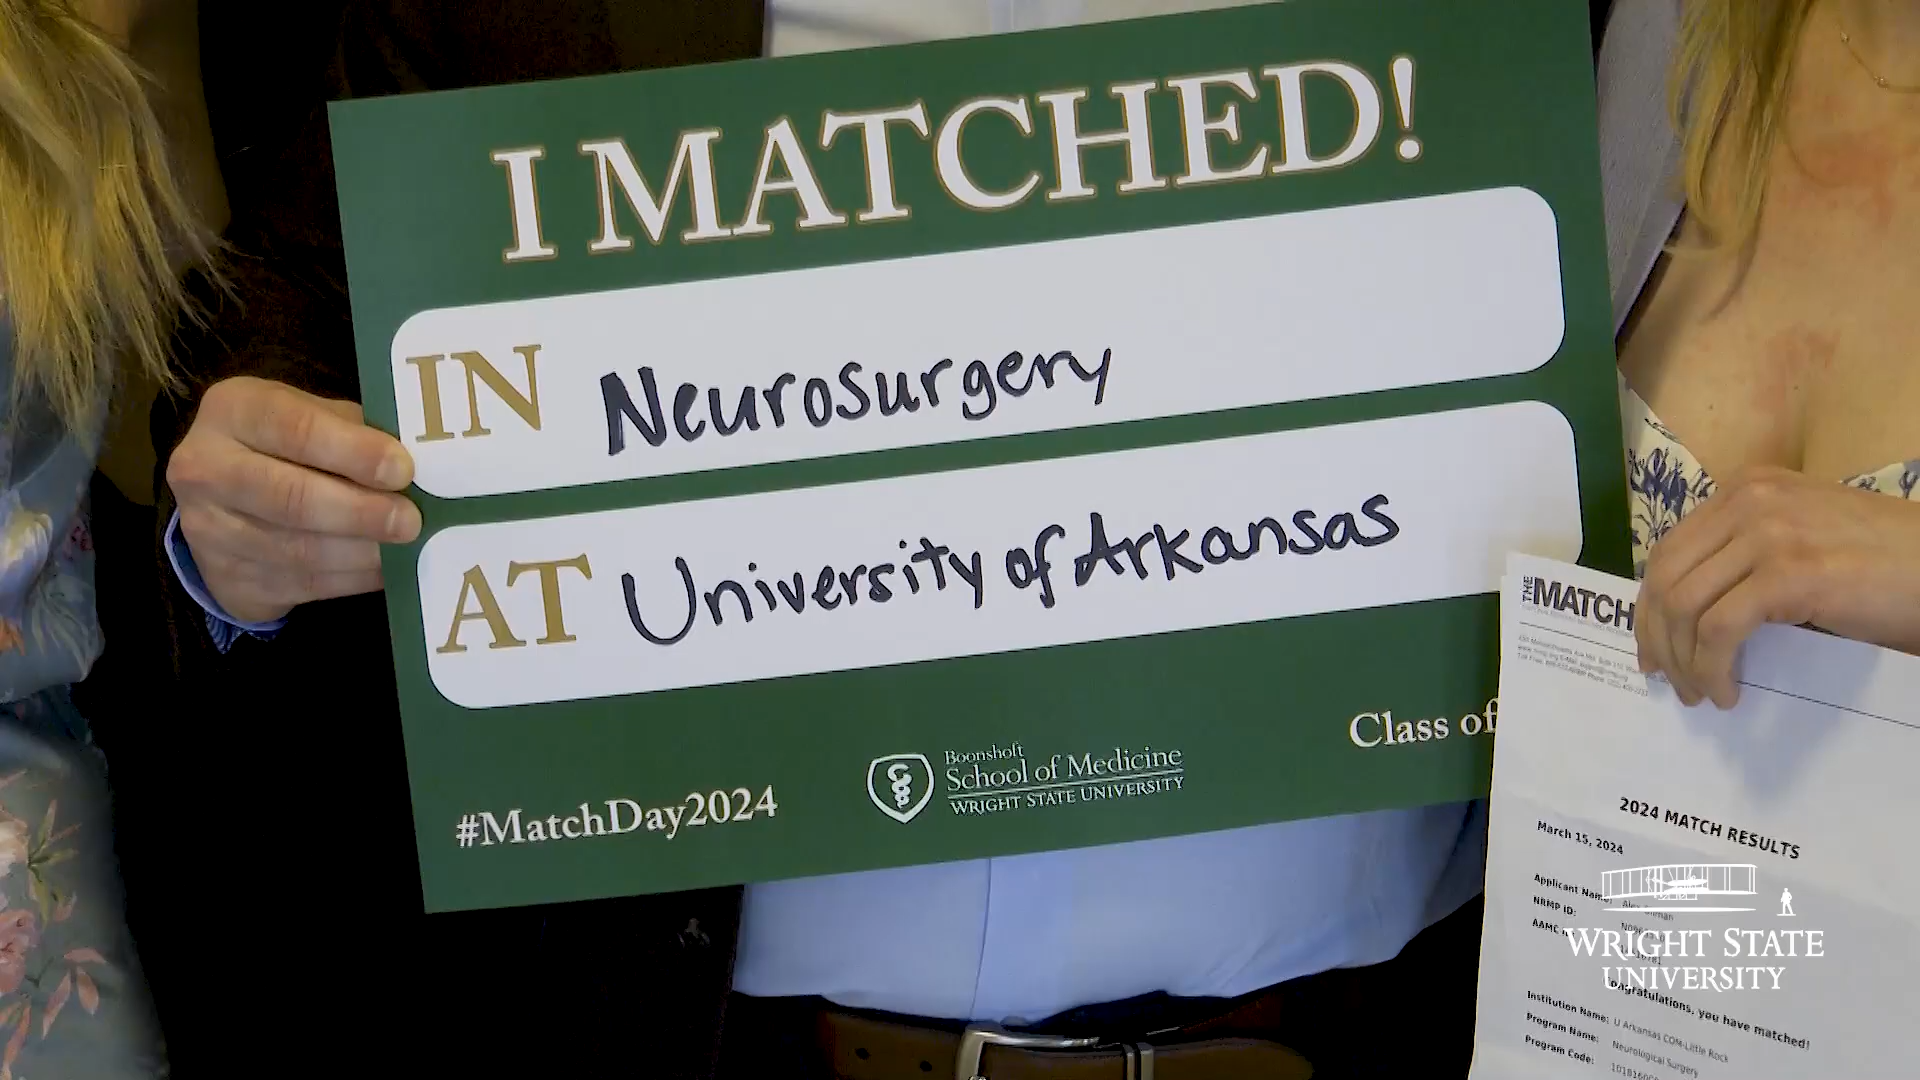 I MATCHED!
IN Neurosurgery
AT University of Arkansas
#MatchDay2024
Boonshoft
School of Medicine
WRIGHT STATE UNIVERSITY
Class of
THE MATCH
2024 MATCH RESULTS
March 15, 2024
Applicant Name:
NRMP ID:
AAMC
WRIGHT STATE
UNIVERSITY
Congratulations, you have matched!
Institution Name: U Arkansas COM-Little Rock
Program Name: Neurological Surgery
Program Code: